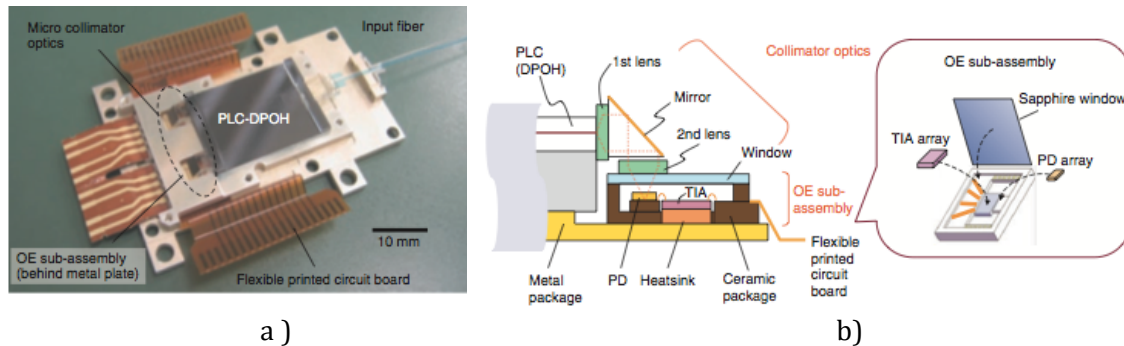 Micro collimator
optics
Input fiber
PLC-DPOH
10 mm
OE sub-assembly
(behind metal plate)
Flexible printed circuit board
a )
PLC
(DPOH)
1st lens
Collimator optics
Mirror
2nd lens
Window
TIA
OE sub-
assembly
Flexible
printed
circuit
board
Metal
package
PD
Heatsink
Ceramic
package
OE sub-assembly
Sapphire window
TIA array
PD array
b)